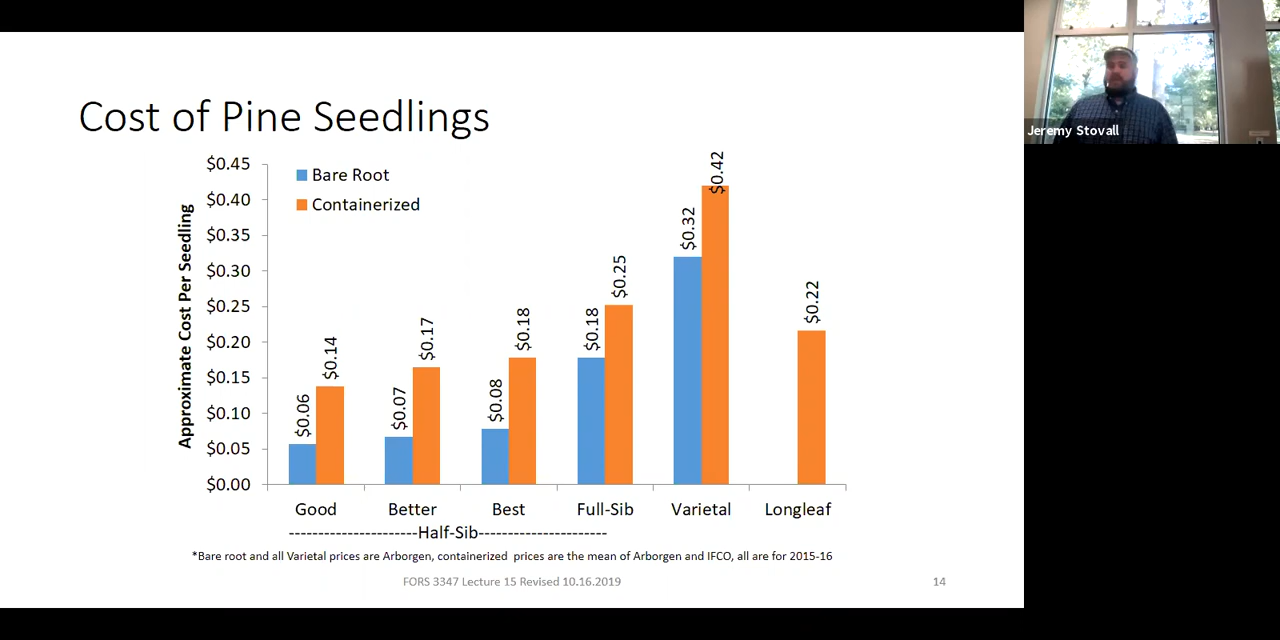 Cost of Pine Seedlings
Jeremy Stovall
Approximate Cost Per Seedling
$0.45
$0.40
$0.35
$0.30
$0.25
$0.20
$0.15
$0.10
$0.05
$0.00
Bare Root
Containerized
$0.06
$0.14
$0.07
$0.17
$0.08
$0.18
$0.18
$0.25
$0.32
$0.42
$0.22
Good Better Best Full-Sib Varietal Longleaf
----------------------Half-Sib----------------------
*Bare root and all Varietal prices are Arborgen, containerized prices are the mean of Arborgen and IFCO, all are for 2015-16
FORS 3347 Lecture 15 Revised 10.16.2019
14